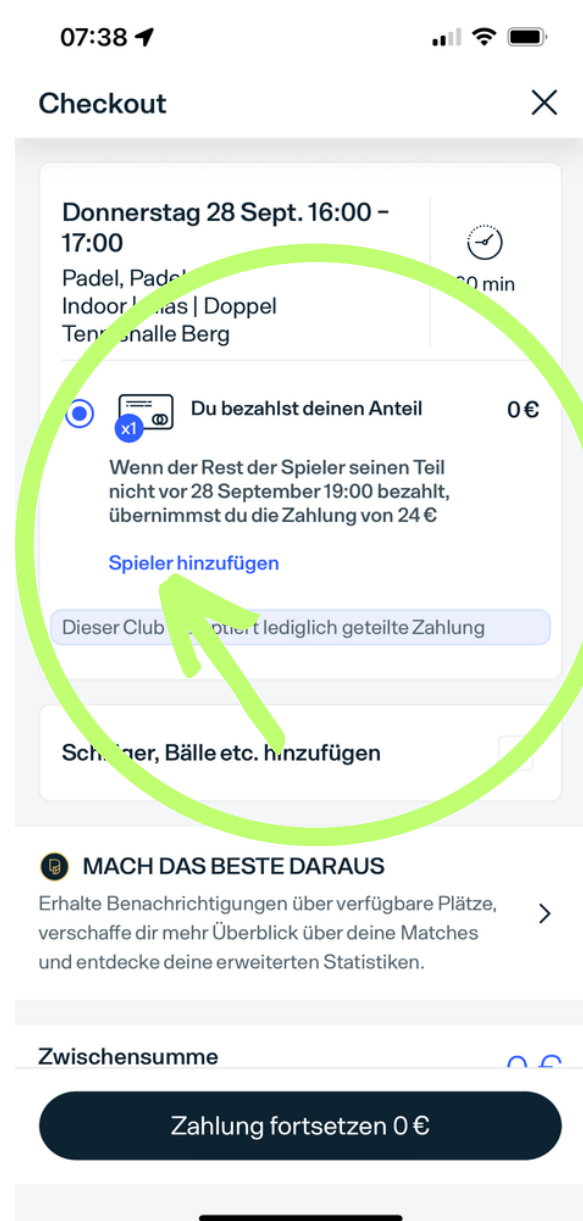 07:38
Checkout
Donnerstag 28 Sept. 16:00 –
17:00
Padel,
min
Indoor | | Doppel
Berg
x1
Du bezahlst deinen Anteil
0 €
Wenn der Rest der Spieler seinen Teil
nicht vor 28 September 19:00 bezahlt,
übernimmst du die Zahlung von 24 €
Spieler hinzufügen
Dieser Club lediglich geteilte Zahlung
Bälle etc. hinzufügen
MACH DAS BESTE DARAUS
Erhalte Benachrichtigungen über verfügbare Plätze,
verschaffe dir mehr Überblick über deine Matches
und entdecke deine erweiterten Statistiken.
Zwischensumme
0 €
Zahlung fortsetzen 0 €